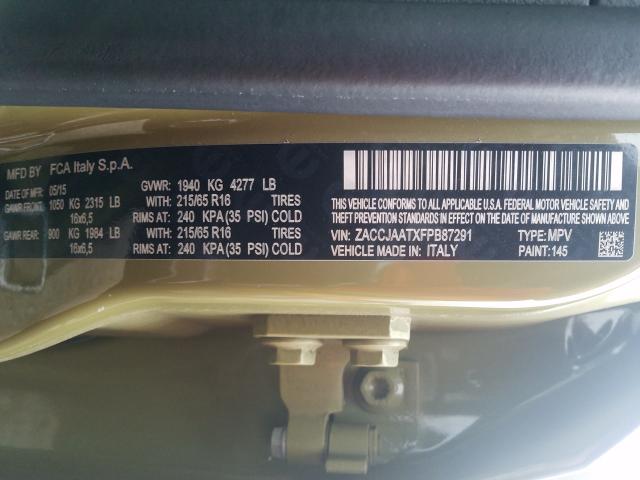 MFD BY FCA Italy S.p.A.
DATE OF MFR: 05/15 GVWR: 1940 KG 4277 LB
GAWR FRONT: 1050 KG 2315 LB WITH 215/65 R16 TIRES
16x6,5 RIMS AT: 240 KPA (35 PSI) COLD
GAWR REAR: 900 KG 1984 LB WITH 215/65 R16 TIRES
16x6,5 RIMS AT: 240 KPA (35 PSI) COLD
THIS VEHICLE CONFORMS TO ALL APPLICABLE U.S.A. FEDERAL MOTOR VEHICLE SAFETY AND
THEFT PREVENTION STANDARDS IN EFFECT ON THE DATE OF MANUFACTURE SHOWN ABOVE.
VIN: ZACCJAATXFPB87291 TYPE: MPV
VEHICLE MADE IN: ITALY PAINT: 145